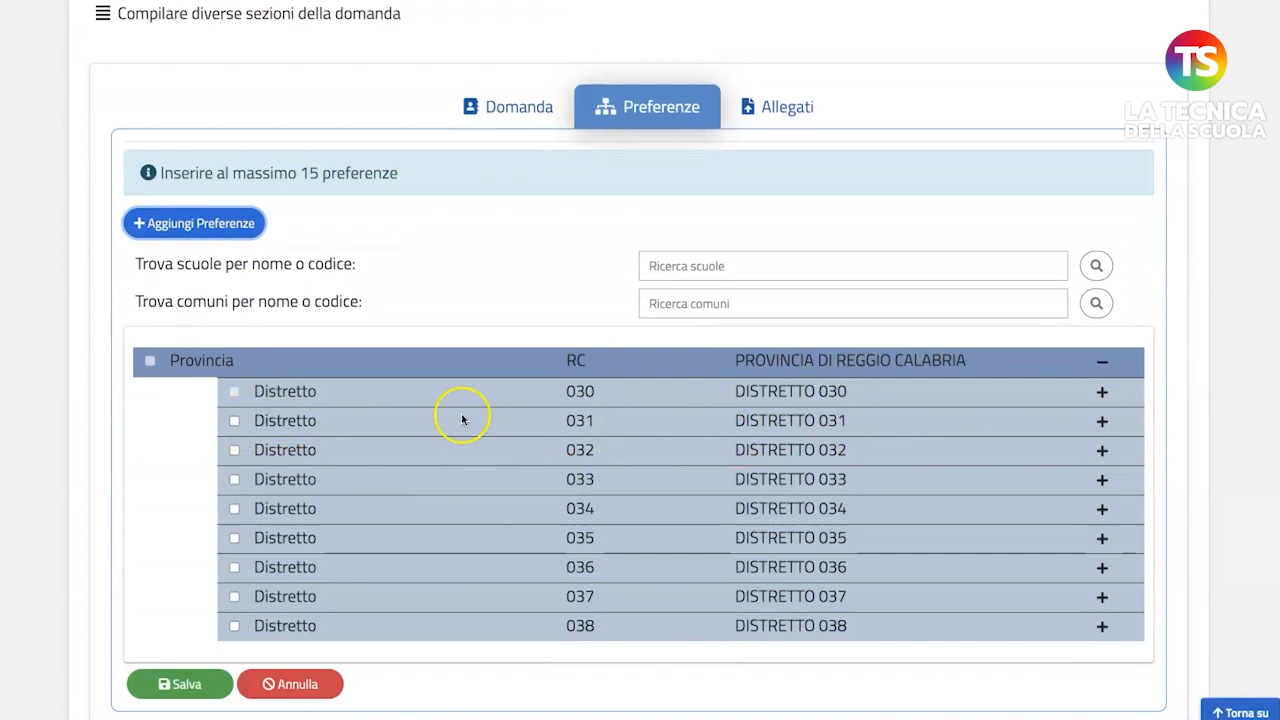 Compilare diverse sezioni della domanda
TS
LA TECNICA
DELLA SCUOLA
Domanda Preferenze Allegati
Inserire al massimo 15 preferenze
+ Aggiungi Preferenze
Trova scuole per nome o codice: Ricerca scuole
Trova comuni per nome o codice: Ricerca comuni
Provincia RC PROVINCIA DI REGGIO CALABRIA −
Distretto 030 DISTRETTO 030 +
Distretto 031 DISTRETTO 031 +
Distretto 032 DISTRETTO 032 +
Distretto 033 DISTRETTO 033 +
Distretto 034 DISTRETTO 034 +
Distretto 035 DISTRETTO 035 +
Distretto 036 DISTRETTO 036 +
Distretto 037 DISTRETTO 037 +
Distretto 038 DISTRETTO 038 +
Salva Annulla
Torna su